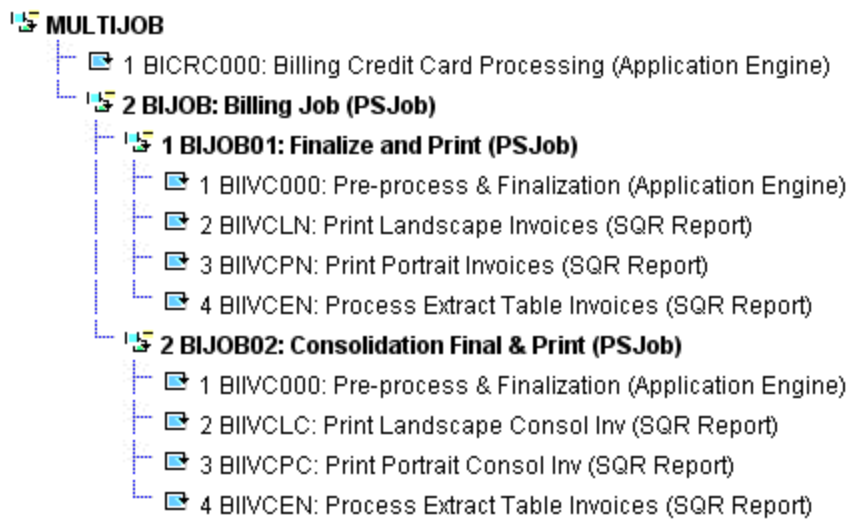 MULTIJOB
1 BICRC000: Billing Credit Card Processing (Application Engine)
2 BIJOB: Billing Job (PSJob)
1 BIJOB01: Finalize and Print (PSJob)
1 BIIVC000: Pre-process & Finalization (Application Engine)
2 BIIVCLN: Print Landscape Invoices (SQR Report)
3 BIIVCPN: Print Portrait Invoices (SQR Report)
4 BIIVCEN: Process Extract Table Invoices (SQR Report)
2 BIJOB02: Consolidation Final & Print (PSJob)
1 BIIVC000: Pre-process & Finalization (Application Engine)
2 BIIVCLC: Print Landscape Consol Inv (SQR Report)
3 BIIVCPC: Print Portrait Consol Inv (SQR Report)
4 BIIVCEN: Process Extract Table Invoices (SQR Report)